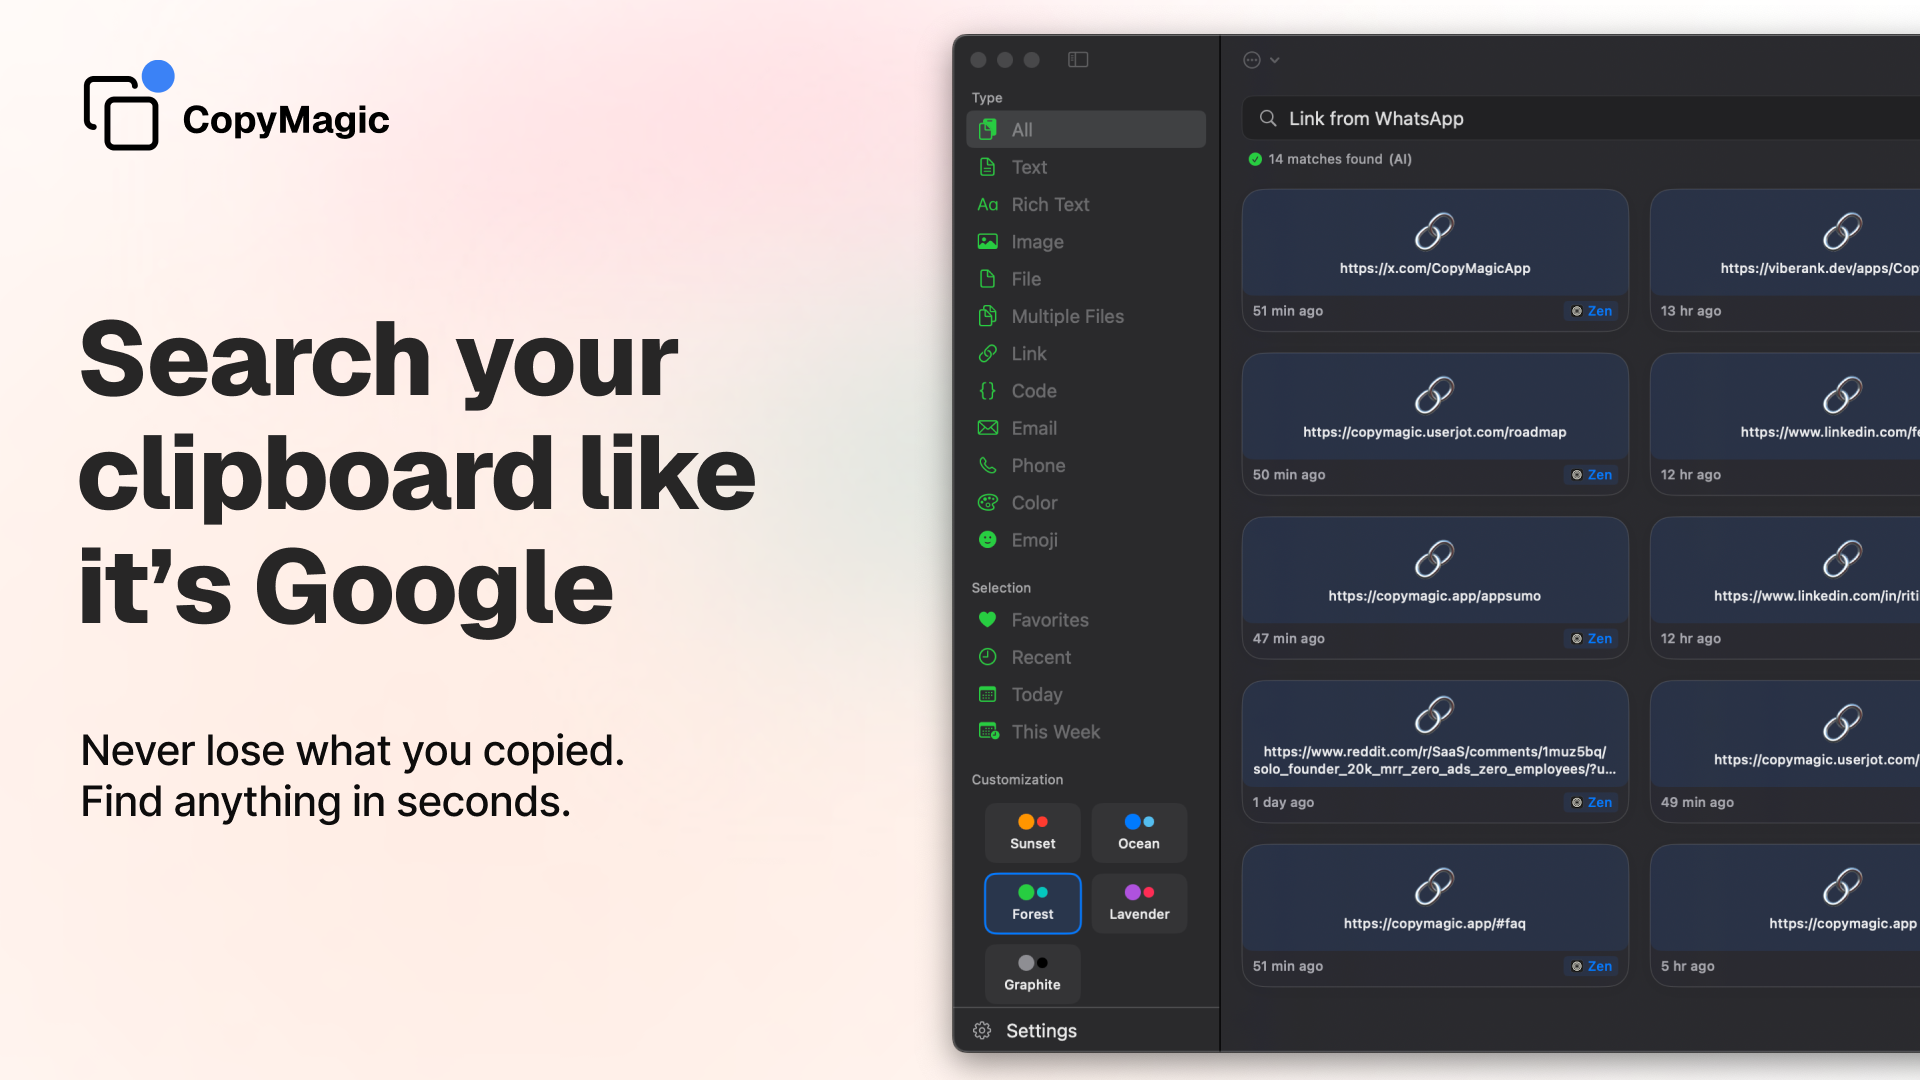 CopyMagic
Search your
clipboard like
it’s Google
Never lose what you copied.
Find anything in seconds.
Type
All
Text
Aa Rich Text
Image
File
Multiple Files
Link
{} Code
Email
Phone
Color
Emoji
Selection
Favorites
Recent
Today
This Week
Customization
Sunset
Ocean
Forest
Lavender
Graphite
Settings
Link from WhatsApp
14 matches found (AI)
https://x.com/CopyMagicApp
51 min ago
Zen
https://viberank.dev/apps/Cop
13 hr ago
https://copymagic.userjot.com/roadmap
50 min ago
Zen
https://www.linkedin.com/fe
12 hr ago
https://copymagic.app/appsumo
47 min ago
Zen
https://www.linkedin.com/in/riti
12 hr ago
https://www.reddit.com/r/SaaS/comments/1muz5bq/
solo_founder_20k_mrr_zero_ads_zero_employees/?u...
1 day ago
Zen
https://copymagic.userjot.com/
49 min ago
https://copymagic.app/#faq
51 min ago
Zen
https://copymagic.app
5 hr ago